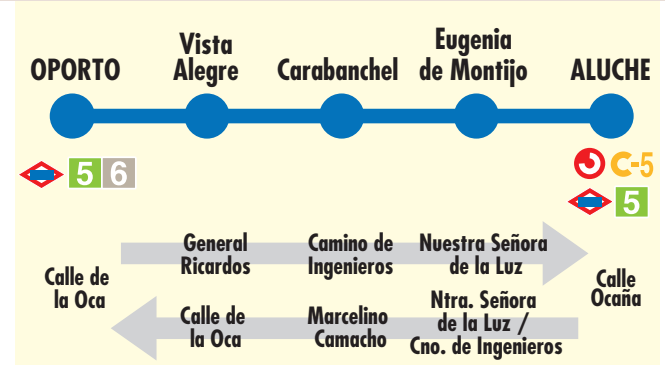 OPORTO
Vista
Alegre
Carabanchel
Eugenia
de Montijo
ALUCHE
5 6
C-5
5
Calle de
la Oca
General
Ricardos
Camino de
Ingenieros
Nuestra Señora
de la Luz
Calle de
la Oca
Marcelino
Camacho
Ntra. Señora
de la Luz /
Cno. de Ingenieros
Calle
Ocaña